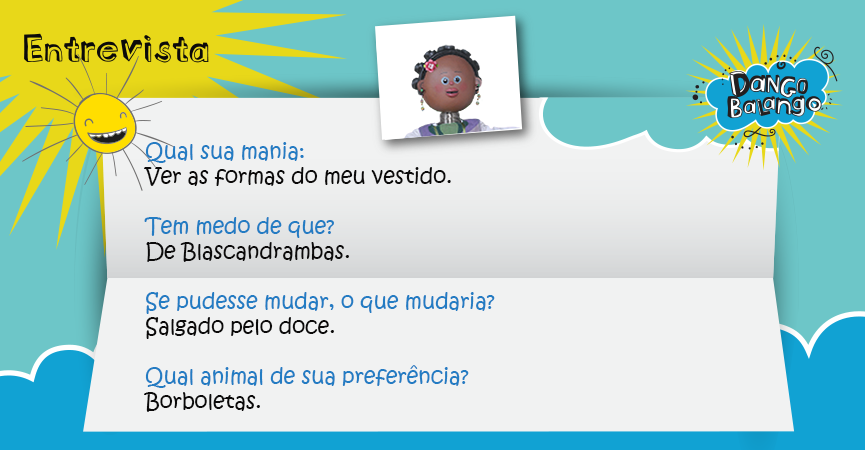 Entrevista
Dango
Balango
Qual sua mania:
Ver as formas do meu vestido.
Tem medo de que?
De Blascandrambas.
Se pudesse mudar, o que mudaria?
Salgado pelo doce.
Qual animal de sua preferência?
Borboletas.